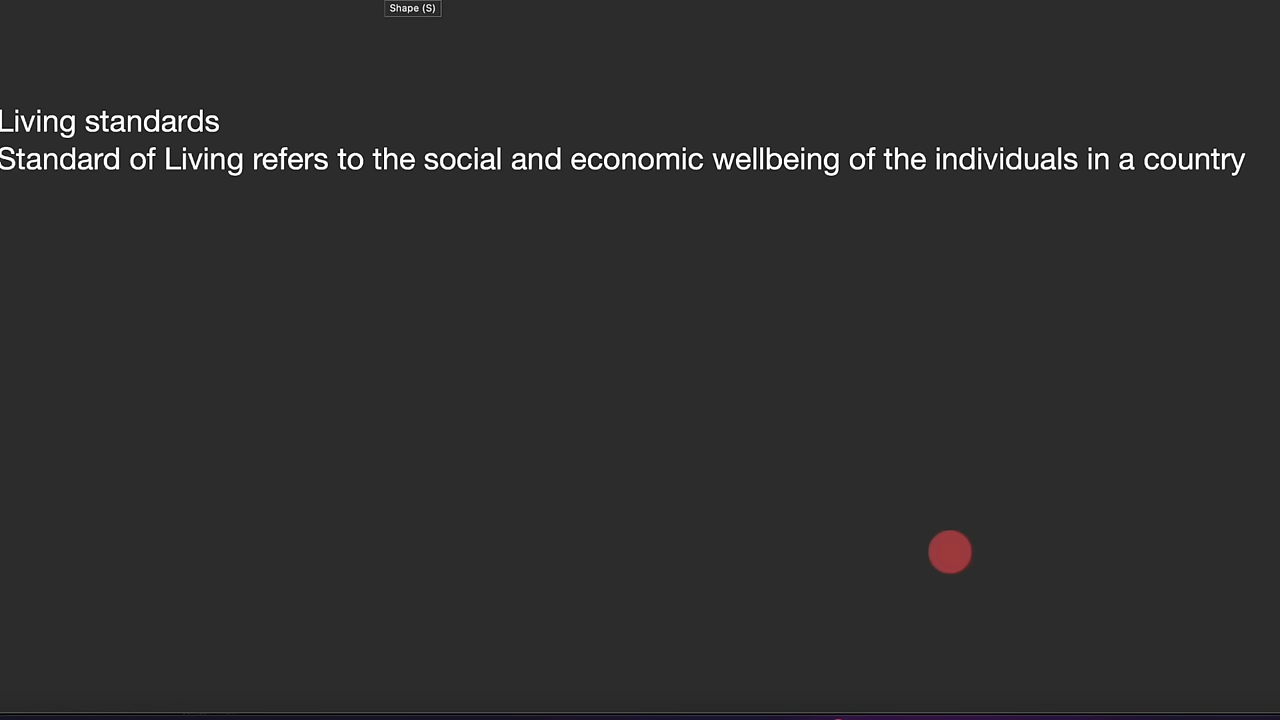 Shape (S)
Living standards
Standard of Living refers to the social and economic wellbeing of the individuals in a country